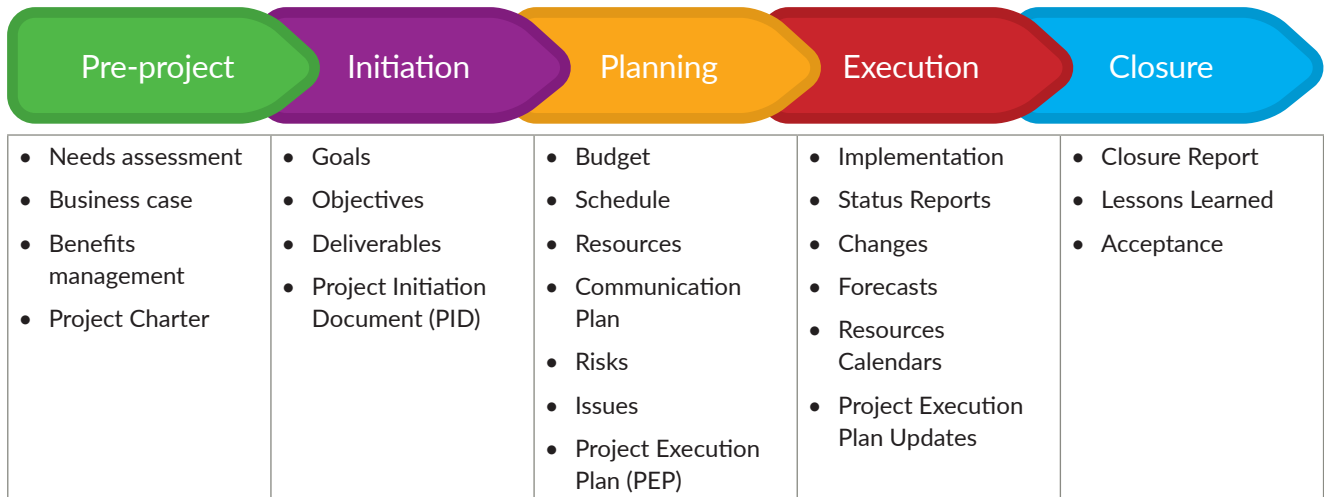 Pre-project
Initiation
Planning
Execution
Closure
• Needs assessment
• Business case
• Benefits
management
• Project Charter
• Goals
• Objectives
• Deliverables
• Project Initiation
Document (PID)
• Budget
• Schedule
• Resources
• Communication
Plan
• Risks
• Issues
• Project Execution
Plan (PEP)
• Implementation
• Status Reports
• Changes
• Forecasts
• Resources
Calendars
• Project Execution
Plan Updates
• Closure Report
• Lessons Learned
• Acceptance